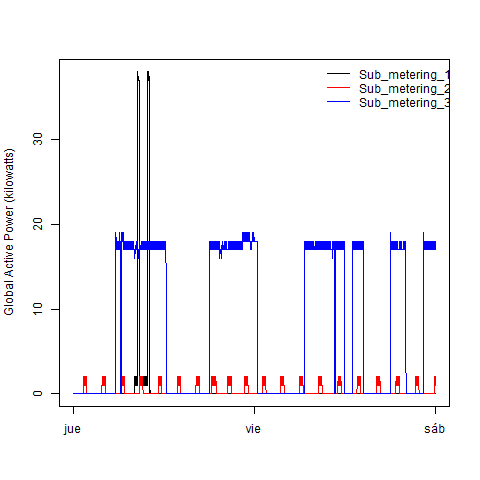 Sub_metering_1
Sub_metering_2
Sub_metering_3
Global Active Power (kilowatts)
30
20
10
0
jue
vie
sáb